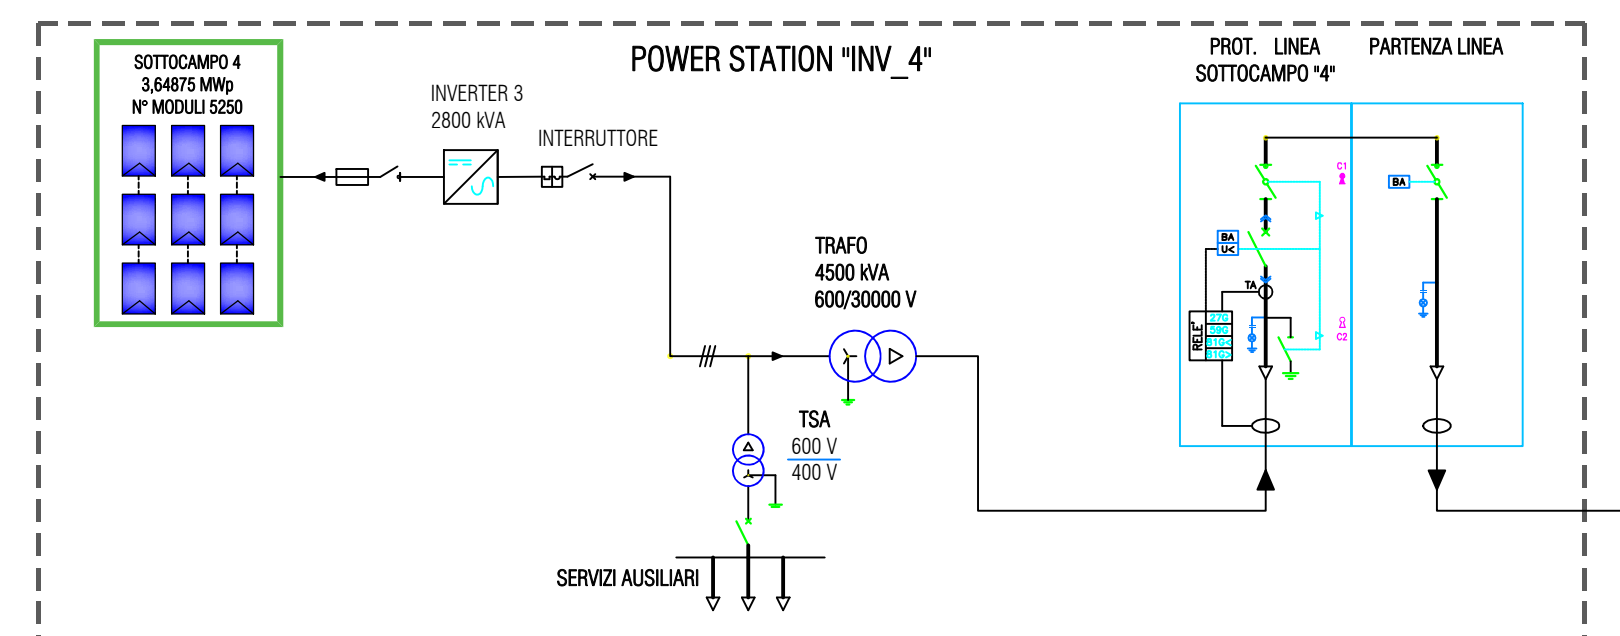 POWER STATION "INV_4"
SOTTOCAMPO 4
3,64875 MWp
N° MODULI 5250
INVERTER 3
2800 kVA
INTERRUTTORE
TRAFO
4500 kVA
600/30000 V
TSA
600 V
400 V
SERVIZI AUSILIARI
PROT. LINEA
SOTTOCAMPO "4"
PARTENZA LINEA
C1
BA
BA
U<
TA
RELE'
27G
59G
81G<
81G>
C2